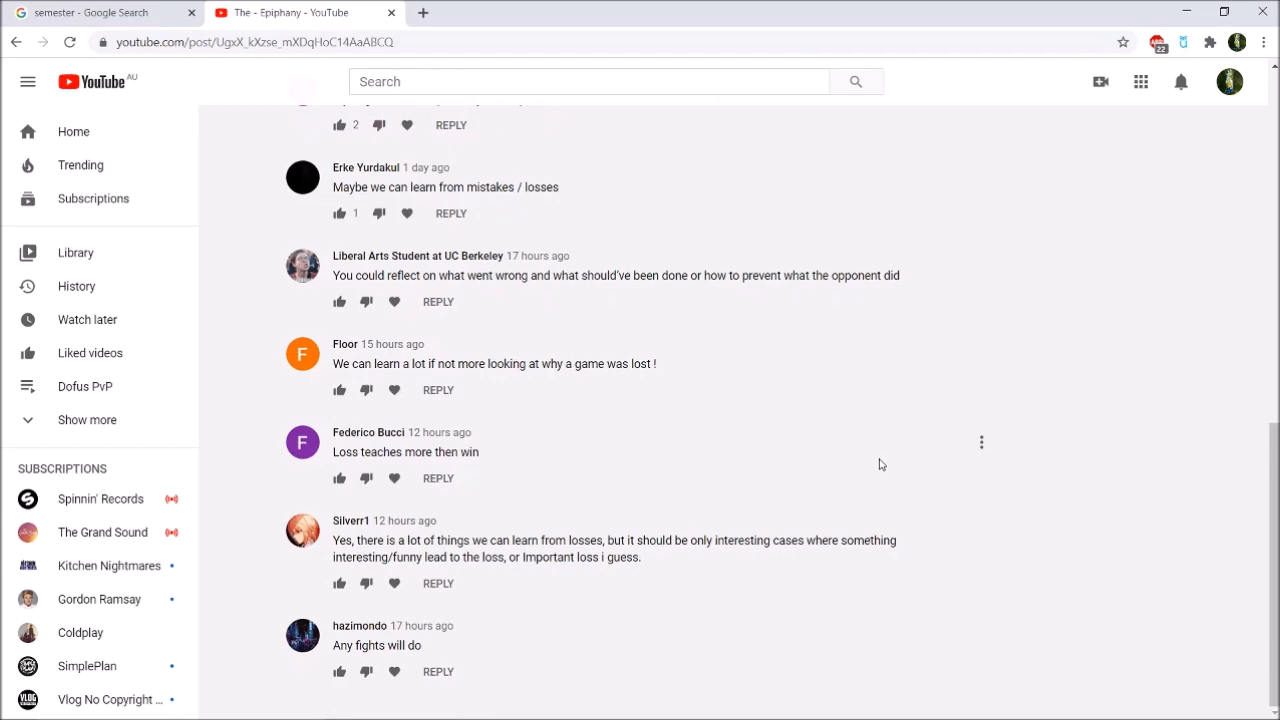 semester - Google Search
The - Epiphany - YouTube
youtube.com/post/UgxX_kXzse_mXDqHoC14AaABCQ
22
YouTube AU
Search
Home
Trending
Subscriptions
Library
History
Watch later
Liked videos
Dofus PvP
Show more
SUBSCRIPTIONS
Spinnin' Records
The Grand Sound
Kitchen Nightmares
Gordon Ramsay
Coldplay
SimplePlan
Vlog No Copyright ...
2 REPLY
Erke Yurdakul 1 day ago
Maybe we can learn from mistakes / losses
1 REPLY
Liberal Arts Student at UC Berkeley 17 hours ago
You could reflect on what went wrong and what should've been done or how to prevent what the opponent did
REPLY
F
Floor 15 hours ago
We can learn a lot if not more looking at why a game was lost !
REPLY
F
Federico Bucci 12 hours ago
Loss teaches more then win
REPLY
Silverr1 12 hours ago
Yes, there is a lot of things we can learn from losses, but it should be only interesting cases where something
interesting/funny lead to the loss, or Important loss i guess.
REPLY
hazimondo 17 hours ago
Any fights will do
REPLY